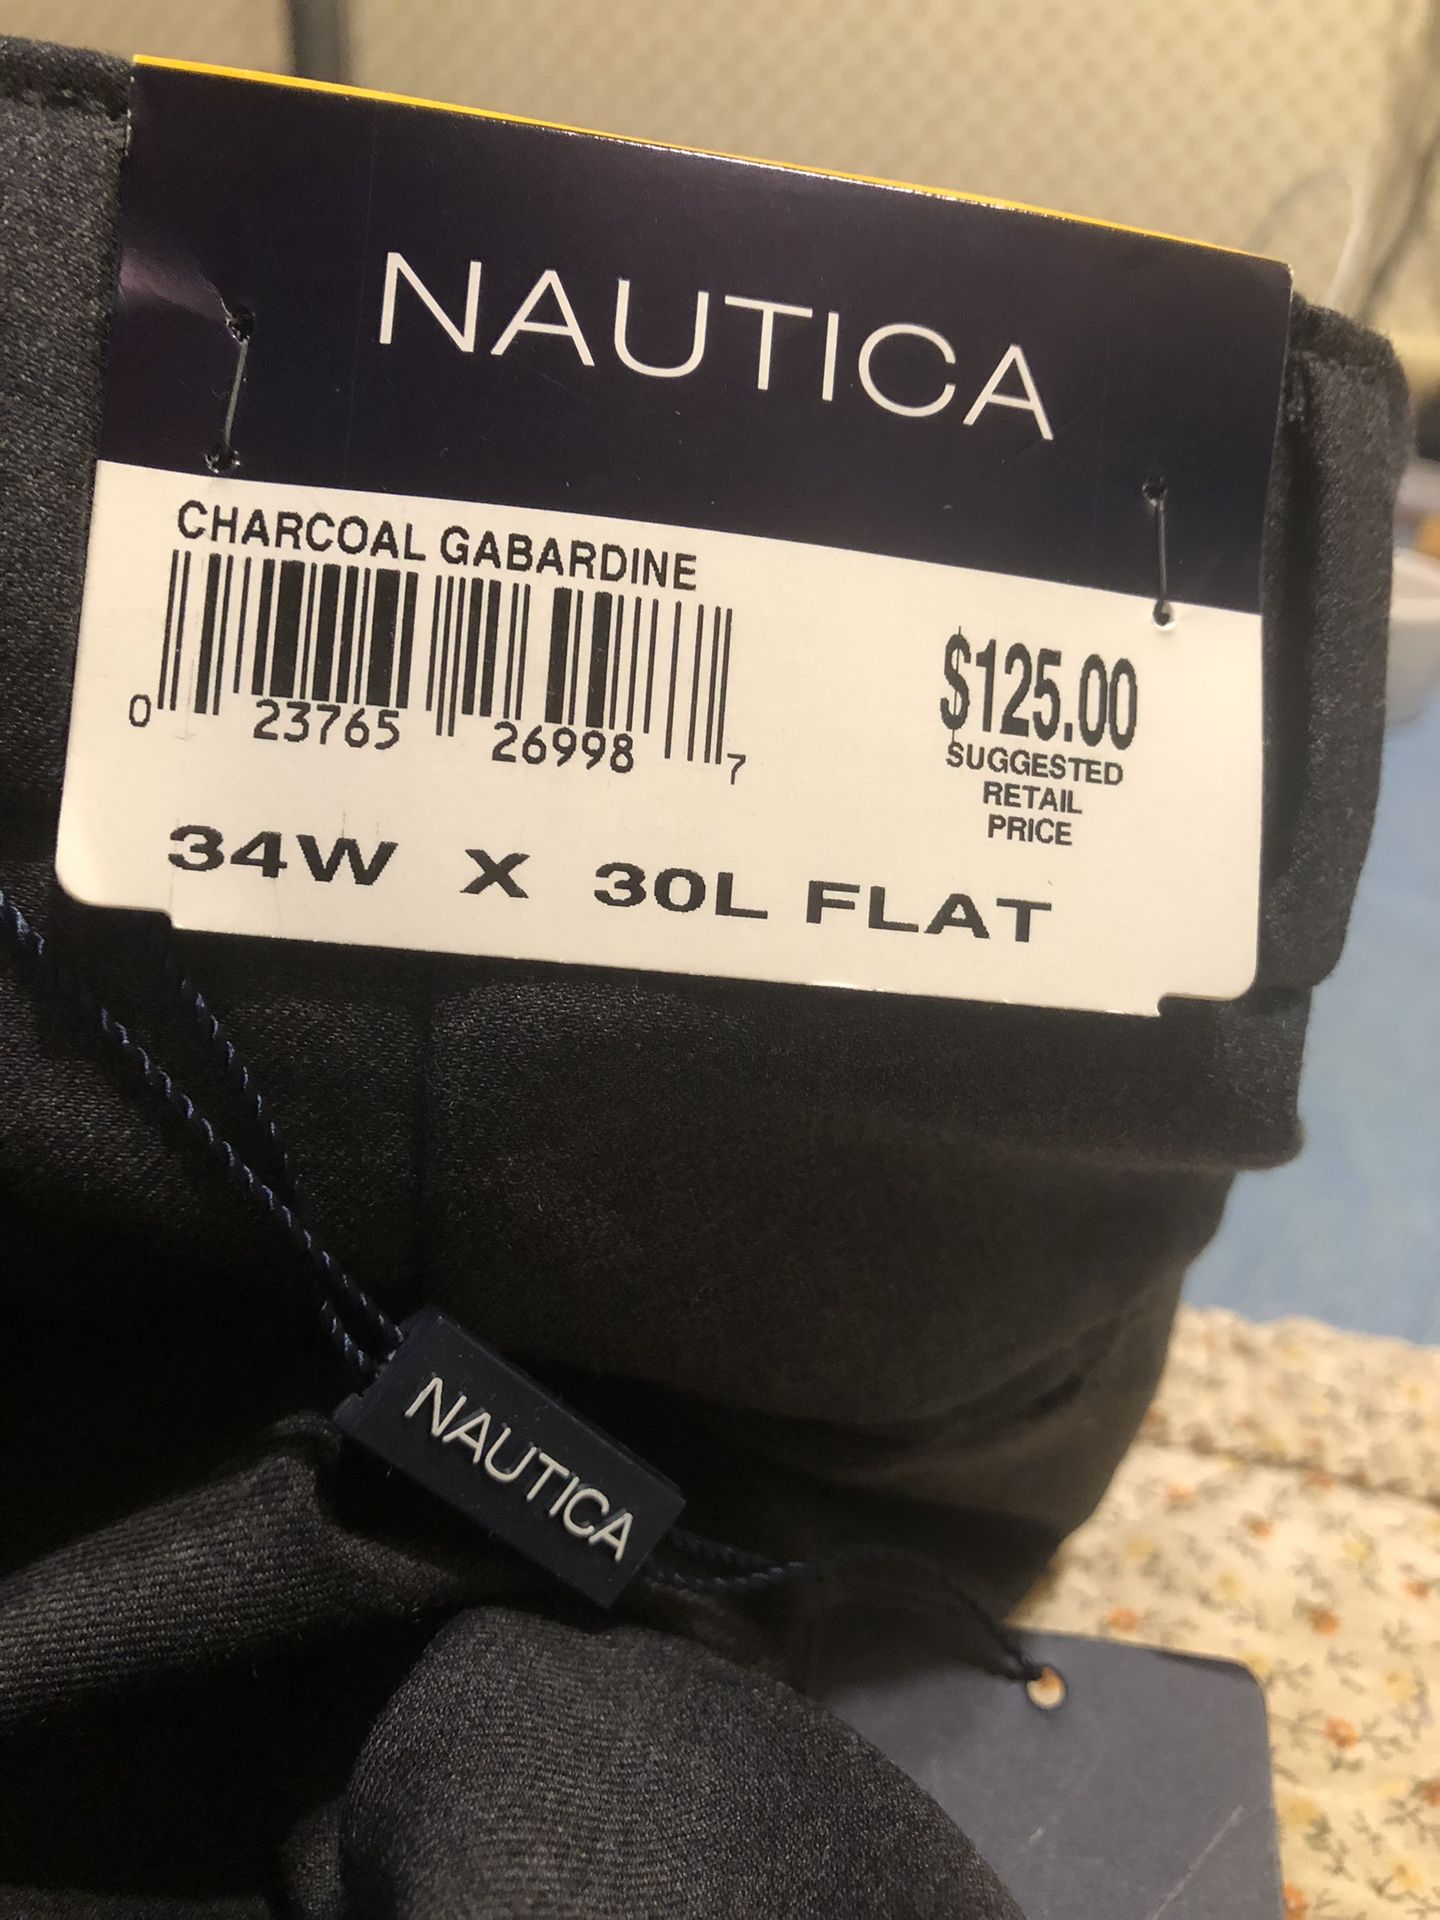 NAUTICA
CHARCOAL GABARDINE
0 23765 26998 7
$125.00
SUGGESTED
RETAIL
PRICE
34W X 30L FLAT
NAUTICA